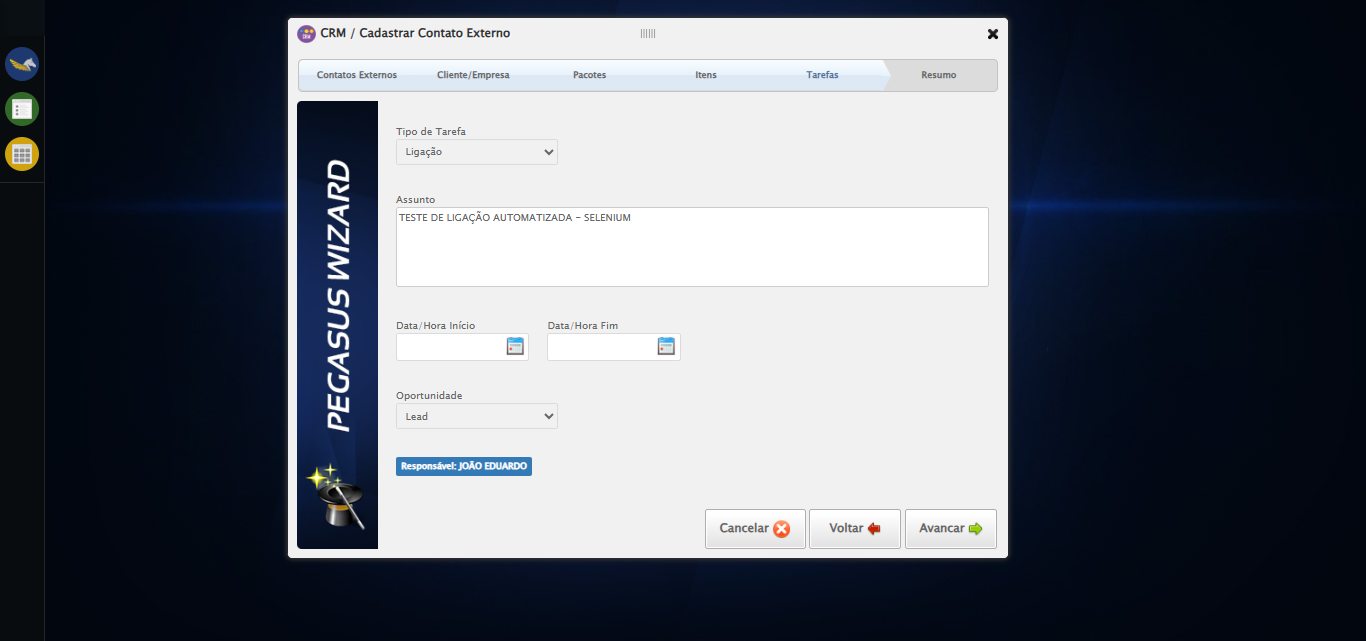 CRM / Cadastrar Contato Externo
Contatos Externos
Cliente/Empresa
Pacotes
Itens
Tarefas
Resumo
PEGASUS WIZARD
Tipo de Tarefa
Ligação
Assunto
TESTE DE LIGAÇÃO AUTOMATIZADA - SELENIUM
Data/Hora Início
Data/Hora Fim
Oportunidade
Lead
Responsável: JOÃO EDUARDO
Cancelar
Voltar
Avancar